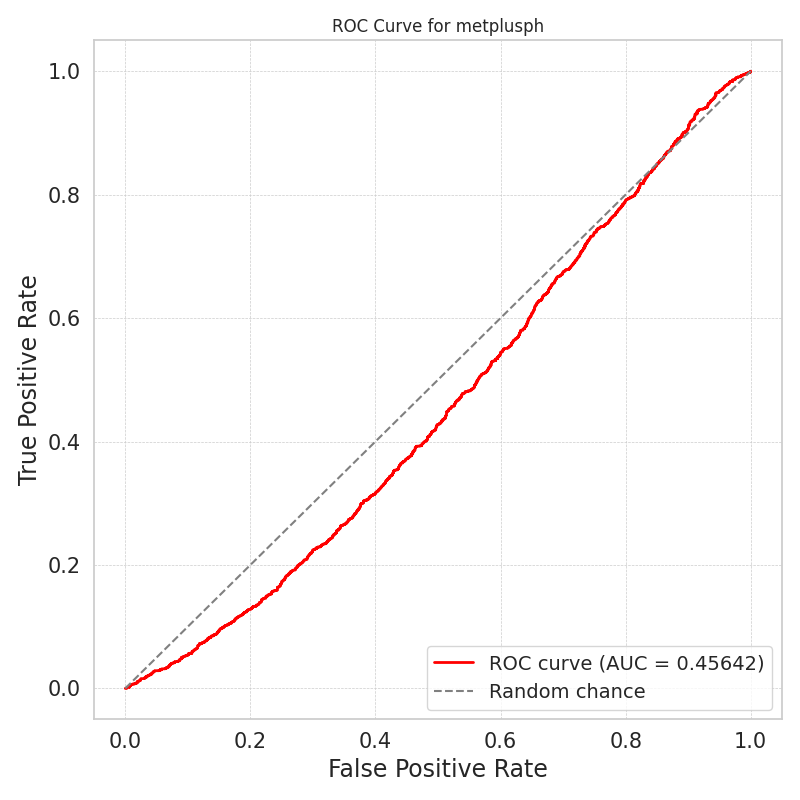 ROC Curve for metplusph
1.0
0.8
0.6
0.4
0.2
0.0
True Positive Rate
ROC curve (AUC = 0.45642)
Random chance
0.0 0.2 0.4 0.6 0.8 1.0
False Positive Rate